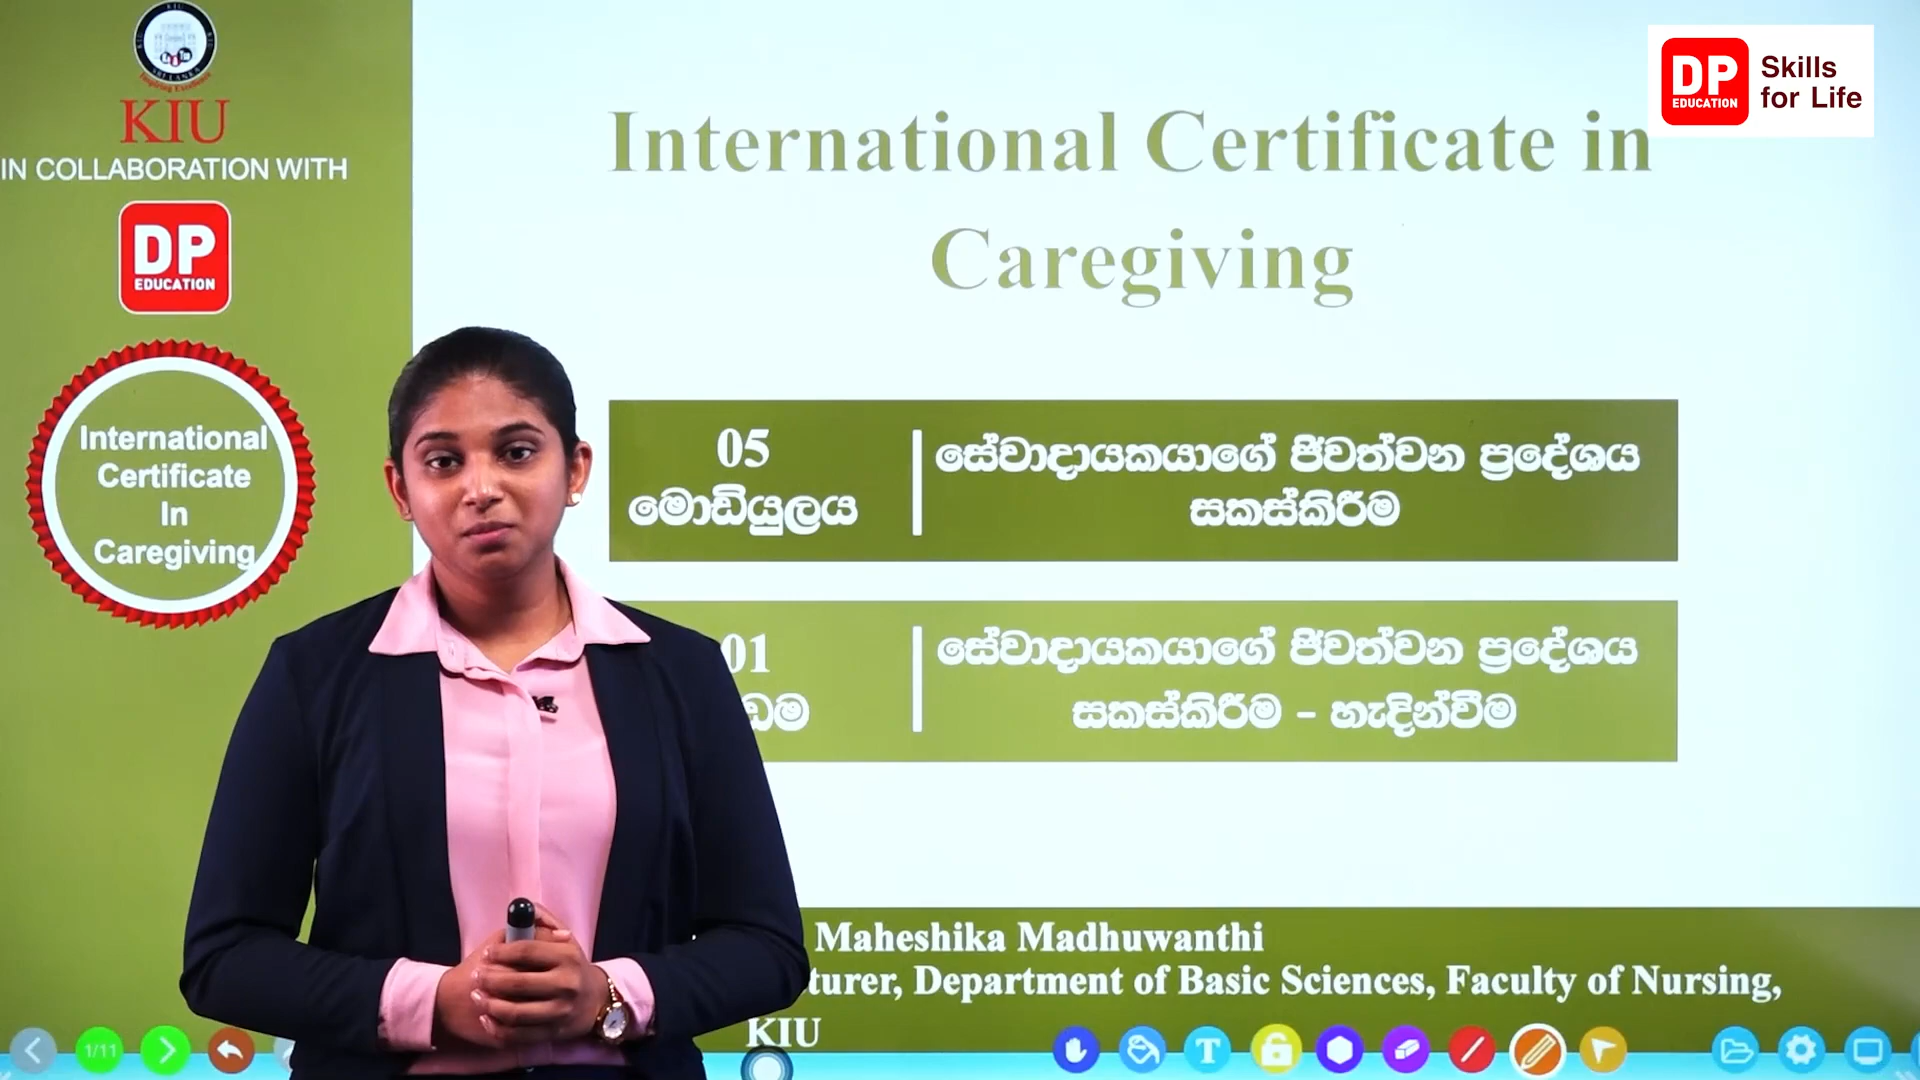 KIU
IN COLLABORATION WITH
DP
EDUCATION
International
Certificate
In
Caregiving
DP
EDUCATION
Skills
for Life
International Certificate in
Caregiving
05
මොඩියුලය
සේවාදායකයාගේ ජීවත්වන ප්‍රදේශය
සකස්කිරීම
01
සේවාදායකයාගේ ජීවත්වන ප්‍රදේශය
සකස්කිරීම – හැදින්වීම
Maheshika Madhuwanthi
Department of Basic Sciences, Faculty of Nursing,
KIU
1/11
T